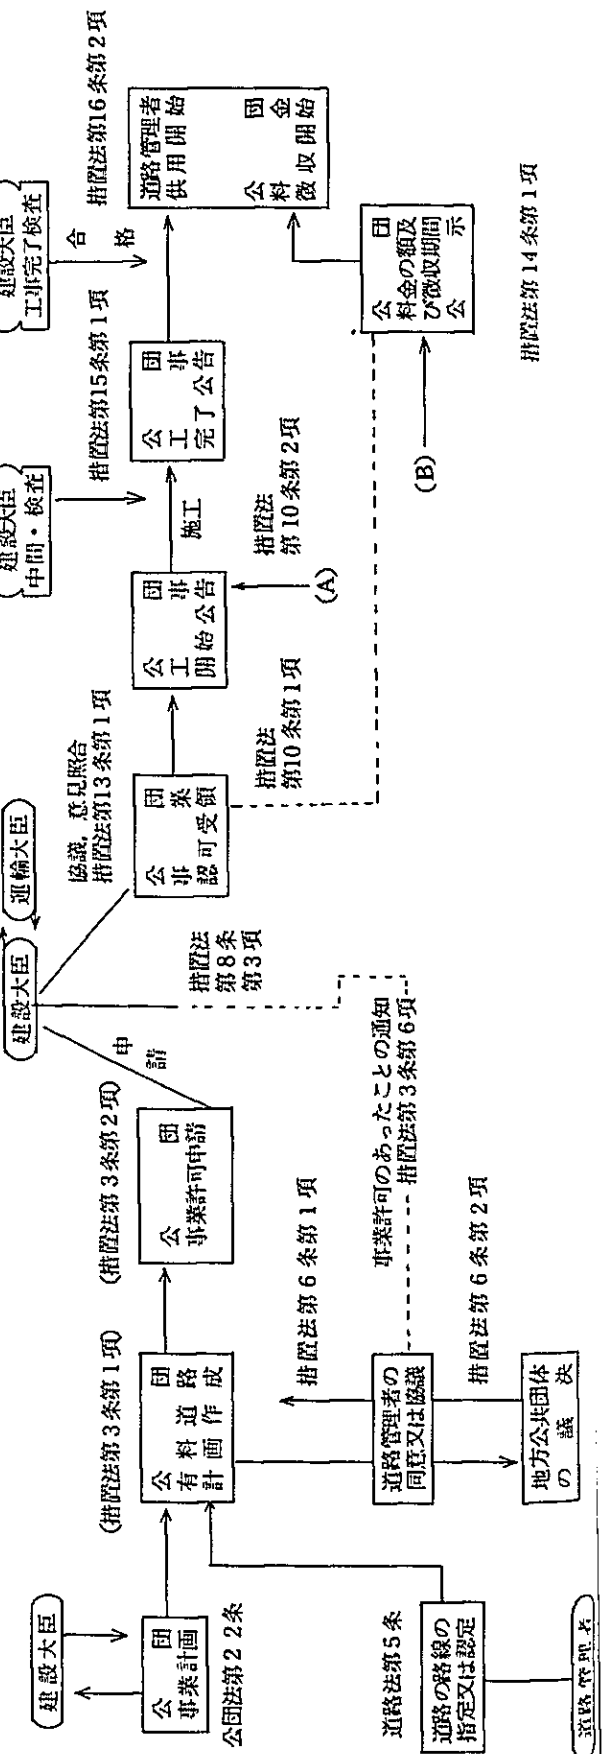 建設大臣
公団
事業計画
公団法第22条
道路法第5条
道路の路線の
指定又は認定
道路管理者
(措置法第3条第1項)
公団
有料道路
計画作成
道路管理者の
同意又は協議
地方公共団体
の議決
措置法第6条第1項
措置法第6条第2項
(措置法第3条第2項)
公団
事業許可申請
申請
建設大臣
運輸大臣
協議,意見照合
措置法第13条第1項
措置法
第8条
第3項
事業許可のあったことの通知
措置法第3条第6項
公団
事業
認可受領
措置法
第10条第1項
公団
工事
開始公告
(A)
措置法
第10条第2項
施工
建設大臣
中間・検査
措置法第15条第1項
公団
工事
完了公告
建設大臣
工事完了検査
合格
措置法第16条第2項
道路管理者
供用開始
公団
料金
徴収開始
(B)
公団
料金の額及
び徴収期間
公示
措置法第14条第1項